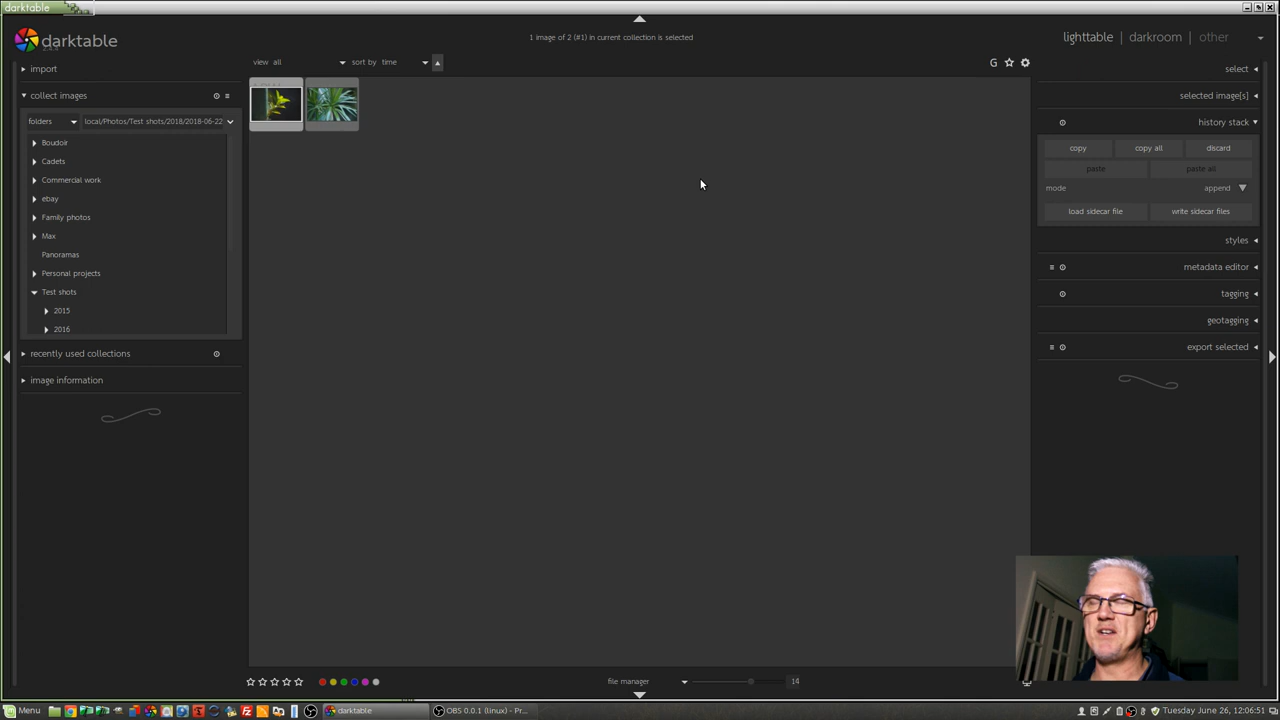 darktable
darktable
1 image of 2 (#1) in current collection is selected
lighttable | darkroom | other
import
collect images
folders
local/Photos/Test shots/2018/2018-06-22
Boudoir
Cadets
Commercial work
ebay
Family photos
Max
Panoramas
Personal projects
Test shots
2015
2016
recently used collections
image information
view all
sort by time
G
select
selected image[s]
history stack
copy copy all discard
paste paste all
mode append
load sidecar file write sidecar files
styles
metadata editor
tagging
geotagging
export selected
file manager
14
Menu
darktable
OBS 0.0.1 (linux) - Pr...
Tuesday June 26, 12:06:51